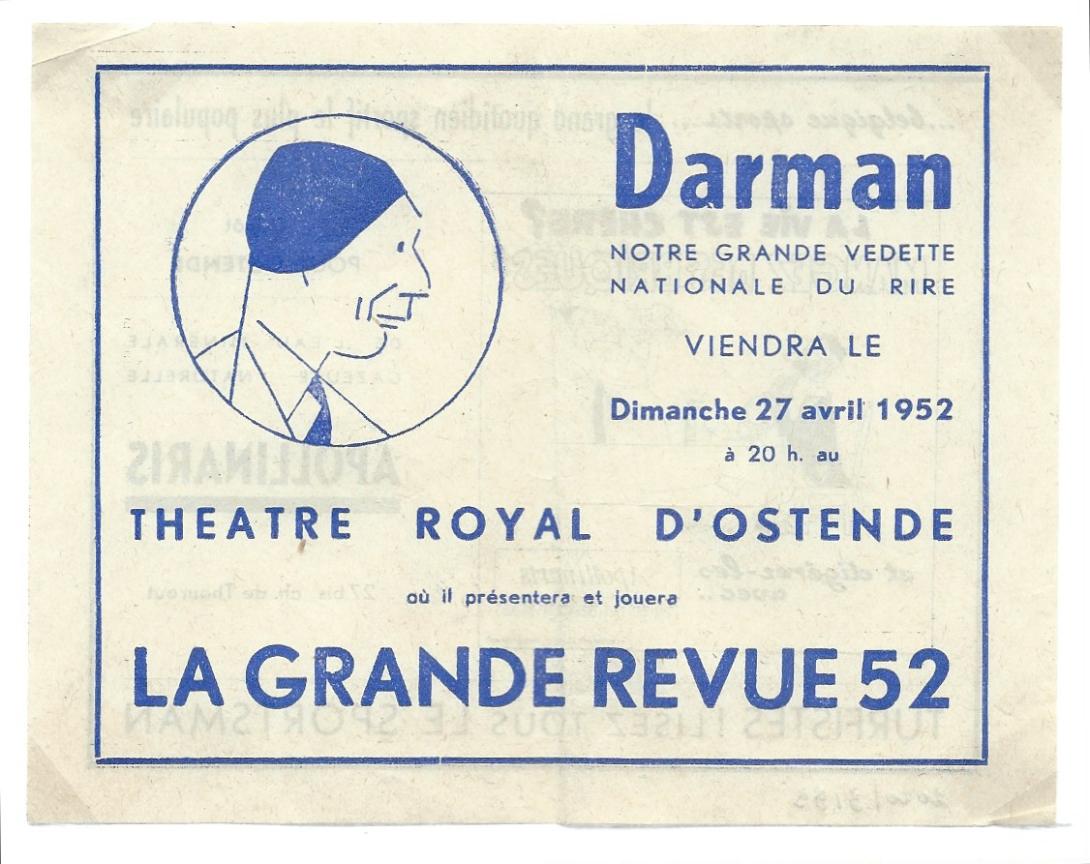 Darman
NOTRE GRANDE VEDETTE
NATIONALE DU RIRE
VIENDRA LE
Dimanche 27 avril 1952
à 20 h. au
THEATRE ROYAL D'OSTENDE
où il présentera et jouera
LA GRANDE REVUE 52